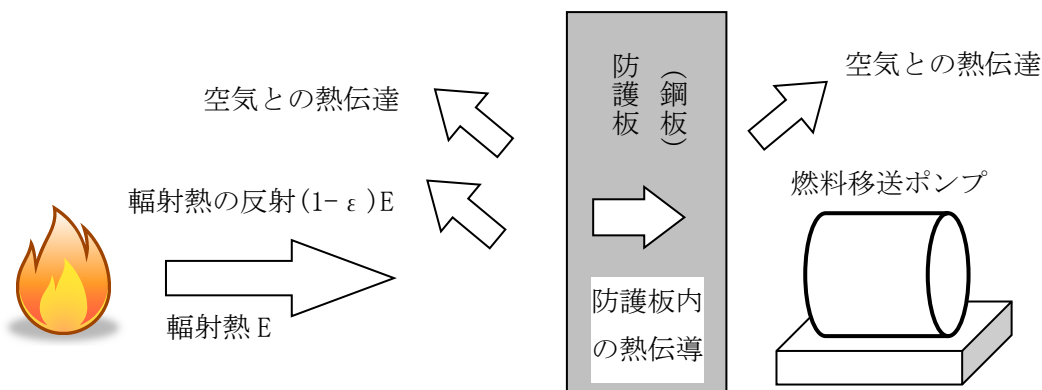 空気との熱伝達
輻射熱の反射(1-ε)E
輻射熱E
防護板
(鋼板)
防護板内
の熱伝導
空気との熱伝達
燃料移送ポンプ